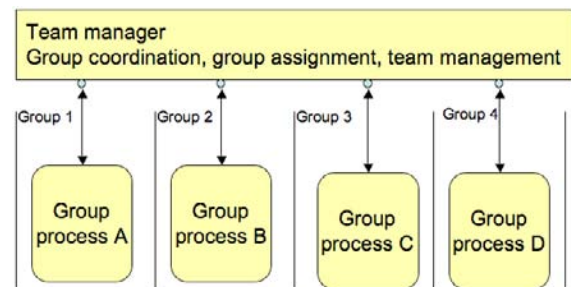 Team manager
Group coordination, group assignment, team management
Group 1
Group 2
Group 3
Group 4
Group
process A
Group
process B
Group
process C
Group
process D